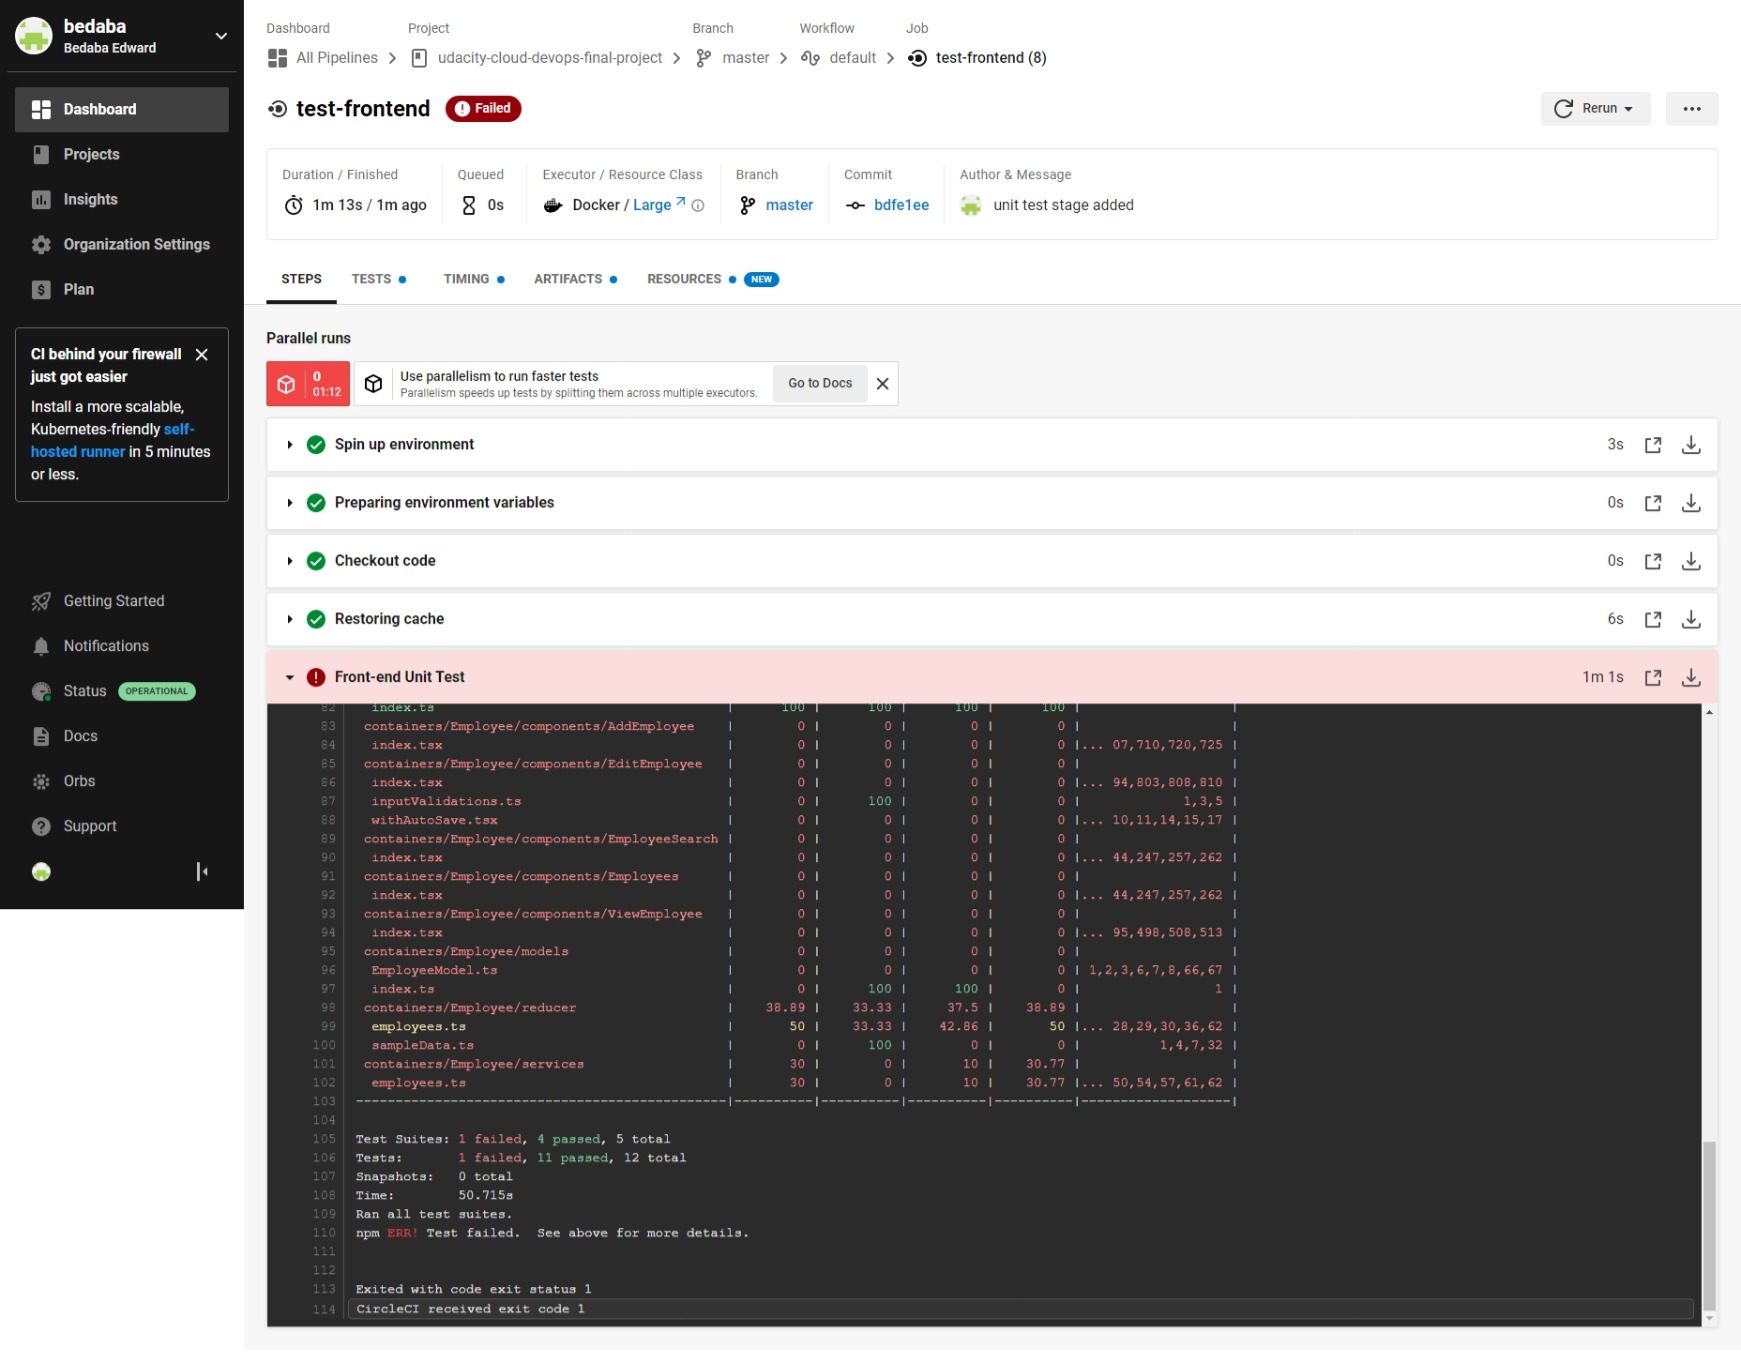 bedaba
Bedaba Edward
Dashboard
Projects
Insights
Organization Settings
Plan
CI behind your firewall
just got easier
Install a more scalable,
Kubernetes-friendly self-
hosted runner in 5 minutes
or less.
Getting Started
Notifications
Status OPERATIONAL
Docs
Orbs
Support
Dashboard Project Branch Workflow Job
All Pipelines udacity-cloud-devops-final-project master default test-frontend (8)
test-frontend Failed
Rerun
Duration / Finished Queued Executor / Resource Class Branch Commit Author & Message
1m 13s / 1m ago 0s Docker / Large master bdfe1ee unit test stage added
STEPS TESTS TIMING ARTIFACTS RESOURCES NEW
Parallel runs
0
01:12
Use parallelism to run faster tests
Parallelism speeds up tests by splitting them across multiple executors.
Go to Docs
Spin up environment 3s
Preparing environment variables 0s
Checkout code 0s
Restoring cache 6s
Front-end Unit Test 1m 1s
82 index.ts | 100 | 100 | 100 | 100 | |
83 containers/Employee/components/AddEmployee | 0 | 0 | 0 | 0 | |
84 index.tsx | 0 | 0 | 0 | 0 |... 07,710,720,725 |
85 containers/Employee/components/EditEmployee | 0 | 0 | 0 | 0 | |
86 index.tsx | 0 | 0 | 0 | 0 |... 94,803,808,810 |
87 inputValidations.ts | 0 | 100 | 0 | 0 | 1,3,5 |
88 withAutoSave.tsx | 0 | 0 | 0 | 0 |... 10,11,14,15,17 |
89 containers/Employee/components/EmployeeSearch | 0 | 0 | 0 | 0 | |
90 index.tsx | 0 | 0 | 0 | 0 |... 44,247,257,262 |
91 containers/Employee/components/Employees | 0 | 0 | 0 | 0 | |
92 index.tsx | 0 | 0 | 0 | 0 |... 44,247,257,262 |
93 containers/Employee/components/ViewEmployee | 0 | 0 | 0 | 0 | |
94 index.tsx | 0 | 0 | 0 | 0 |... 95,498,508,513 |
95 containers/Employee/models | 0 | 0 | 0 | 0 | |
96 EmployeeModel.ts | 0 | 0 | 0 | 0 | 1,2,3,6,7,8,66,67 |
97 index.ts | 0 | 100 | 100 | 0 | 1 |
98 containers/Employee/reducer | 38.89 | 33.33 | 37.5 | 38.89 | |
99 employees.ts | 50 | 33.33 | 42.86 | 50 |... 28,29,30,36,62 |
100 sampleData.ts | 0 | 100 | 0 | 0 | 1,4,7,32 |
101 containers/Employee/services | 30 | 0 | 10 | 30.77 | |
102 employees.ts | 30 | 0 | 10 | 30.77 |... 50,54,57,61,62 |
103 -----------------------------------------------|----------|----------|----------|----------|-------------------|
104
105 Test Suites: 1 failed, 4 passed, 5 total
106 Tests: 1 failed, 11 passed, 12 total
107 Snapshots: 0 total
108 Time: 50.715s
109 Ran all test suites.
110 npm ERR! Test failed. See above for more details.
111
112
113 Exited with code exit status 1
114 CircleCI received exit code 1